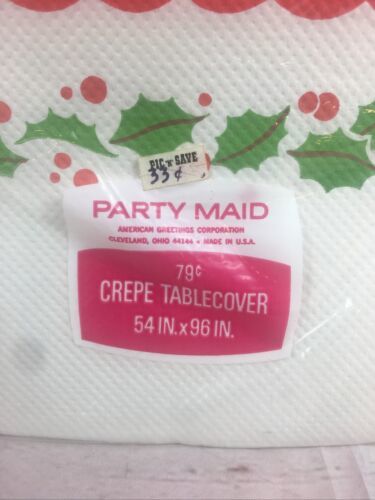 PIC 'N' SAVE
33¢
PARTY MAID
AMERICAN GREETINGS CORPORATION
CLEVELAND, OHIO 44144 • MADE IN U.S.A.
79¢
CREPE TABLECOVER
54 IN. x 96 IN.